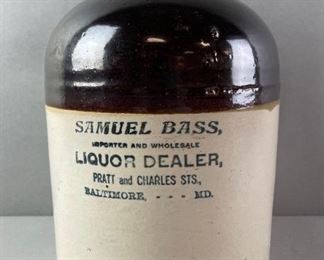 SAMUEL BASS,
IMPORTER AND WHOLESALE
LIQUOR DEALER,
PRATT and CHARLES STS.,
BALTIMORE, - - - MD.